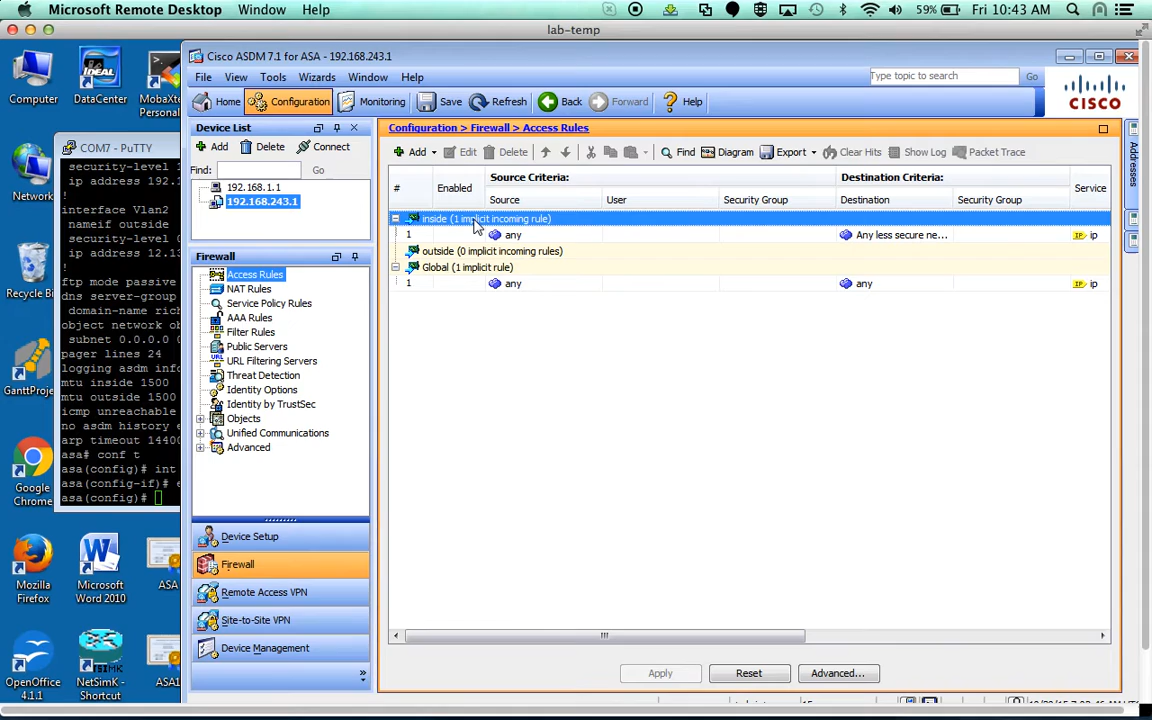 Microsoft Remote Desktop Window Help
59% Fri 10:43 AM
lab-temp
Computer
DataCenter
MobaXte
Personal
Network
Recycle Bi
GanttProje
Google
Chrome
Mozilla
Firefox
Microsoft
Word 2010
ASA
OpenOffice
4.1.1
NetSimK -
Shortcut
ASA1
COM7 - PuTTY
security-level 1
ip address 192.1
!
interface Vlan2
nameif outside
security-level 0
ip address 12.13
!
ftp mode passive
dns server-group
domain-name rich
object network ob
subnet 0.0.0.0 0
pager lines 24
logging asdm info
mtu inside 1500
mtu outside 1500
icmp unreachable
no asdm history e
arp timeout 14400
asa# conf t
asa(config)# int
asa(config-if)# e
asa(config)#
Cisco ASDM 7.1 for ASA - 192.168.243.1
File View Tools Wizards Window Help
Type topic to search Go
Home Configuration Monitoring Save Refresh Back Forward Help
CISCO
Device List
Add Delete Connect
Find: Go
192.168.1.1
192.168.243.1
Firewall
Access Rules
NAT Rules
Service Policy Rules
AAA Rules
Filter Rules
Public Servers
URL
URL Filtering Servers
Threat Detection
Identity Options
Identity by TrustSec
Objects
Unified Communications
Advanced
Device Setup
Firewall
Remote Access VPN
Site-to-Site VPN
Device Management
»
Configuration > Firewall > Access Rules
Add Edit Delete Find Diagram Export Clear Hits Show Log Packet Trace
# Enabled Source Criteria: Destination Criteria: Service
Source User Security Group Destination Security Group
inside (1 implicit incoming rule)
1 any Any less secure ne... IP ip
outside (0 implicit incoming rules)
Global (1 implicit rule)
1 any any IP ip
Apply Reset Advanced...
Addresses